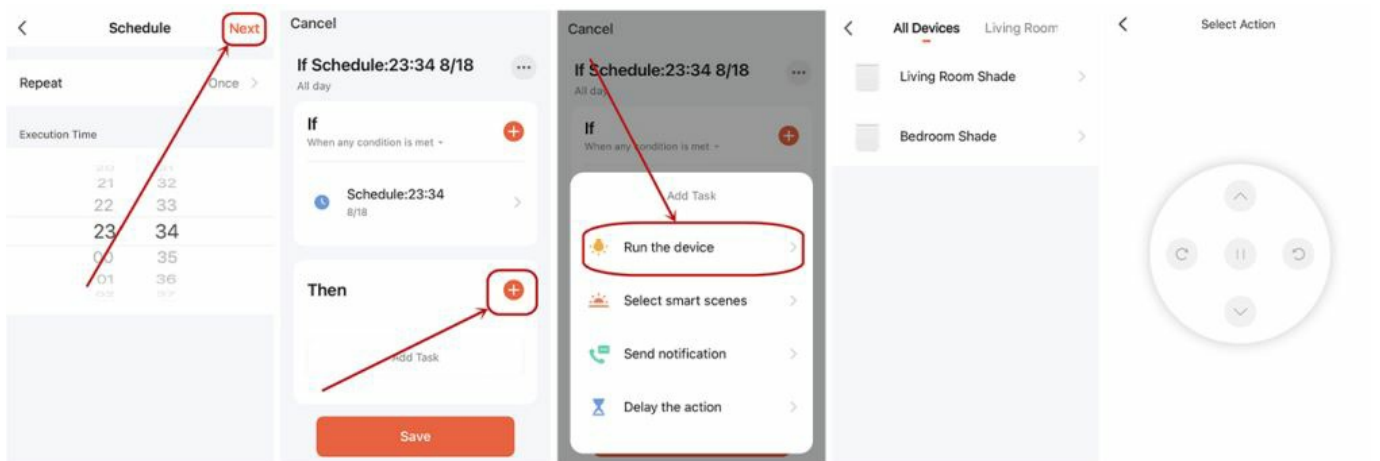 Schedule
Next
Repeat
Once
Execution Time
21 32
22 33
23 34
00 35
01 36
Cancel
If Schedule:23:34 8/18
All day
If
When any condition is met
Schedule:23:34
8/18
Then
Add Task
Save
Cancel
If Schedule:23:34 8/18
All day
If
When any condition is met
Add Task
Run the device
Select smart scenes
Send notification
Delay the action
All Devices Living Room
Living Room Shade
Bedroom Shade
Select Action